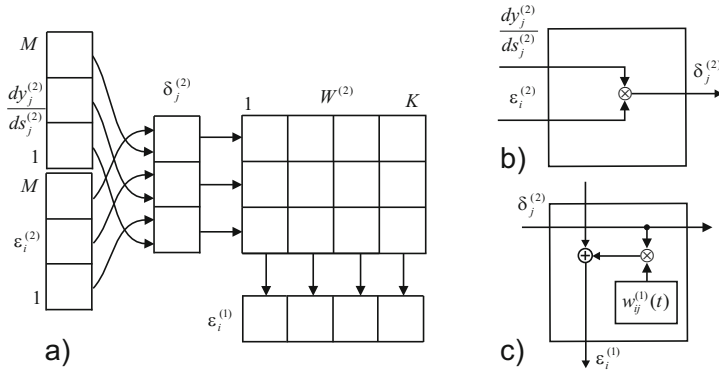 M
dy_j^(2)
ds_j^(2)
1
M
ε_i^(2)
1
δ_j^(2)
1 W^(2) K
ε_i^(1)
a)
dy_j^(2)
ds_j^(2)
ε_i^(2)
δ_j^(2)
b)
δ_j^(2)
w_ij^(1)(t)
ε_i^(1)
c)